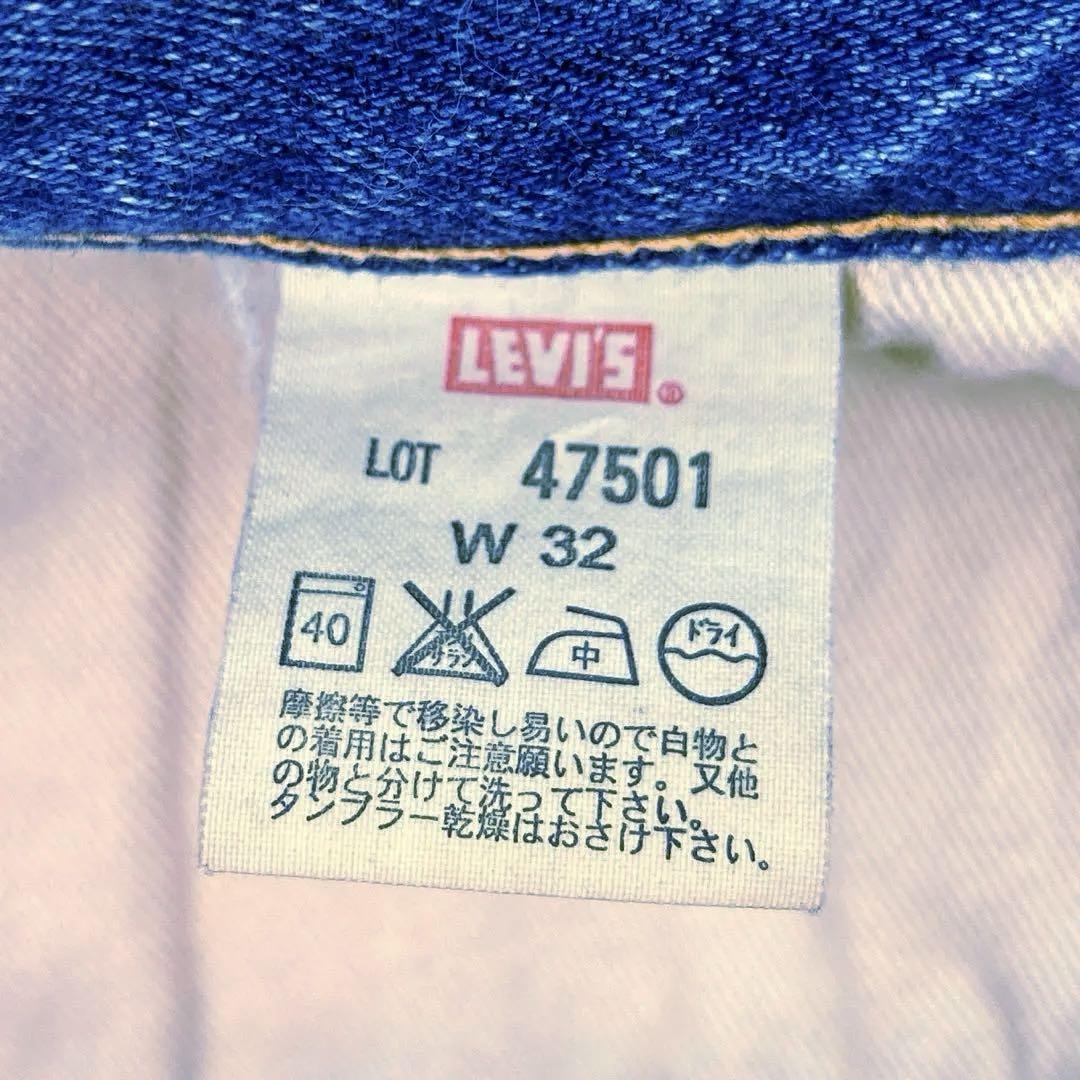 LEVI'S ®
LOT 47501
W 32
40 サラシ 中 ドライ
摩擦等で移染し易いので白物と
の着用はご注意願います。又他
の物と分けて洗って下さい。
タンブラー乾燥はおさけ下さい。